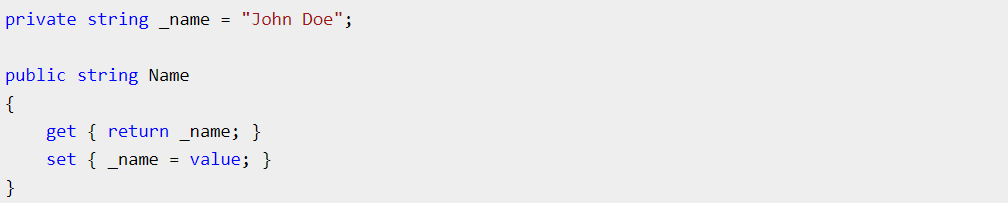 private string _name = "John Doe";
public string Name
{
    get { return _name; }
    set { _name = value; }
}